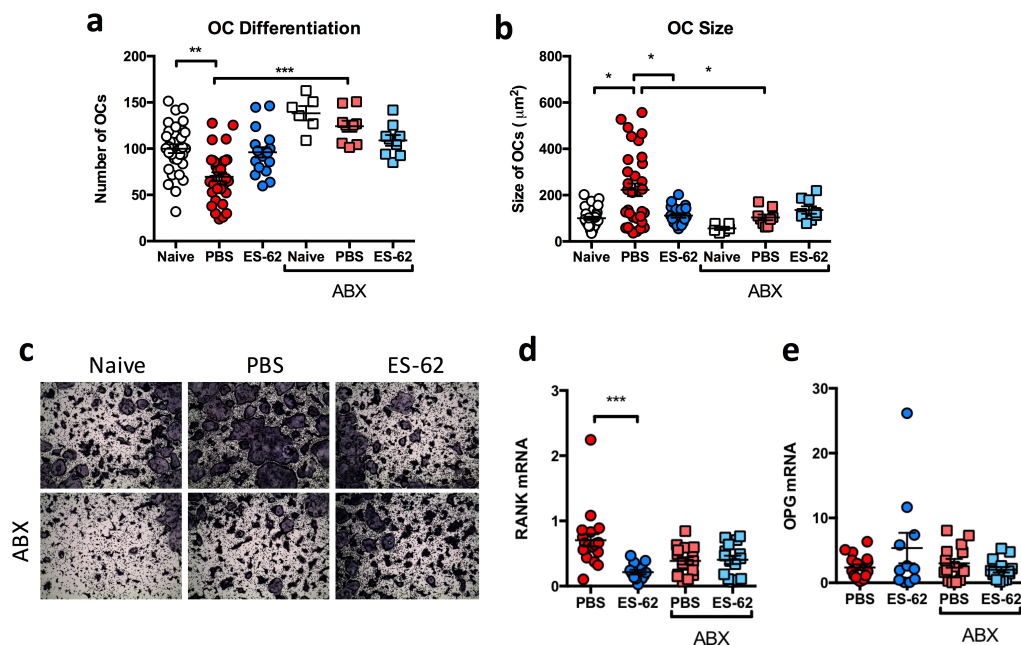 a
OC Differentiation
**
***
Number of OCs
200
150
100
50
0
Naive PBS ES-62 Naive PBS ES-62
ABX
b
OC Size
* * *
Size of OCs ( µm²)
800
600
400
200
0
Naive PBS ES-62 Naive PBS ES-62
ABX
c
Naive PBS ES-62
ABX
d
***
RANK mRNA
3
2
1
0
PBS ES-62 PBS ES-62
ABX
e
OPG mRNA
30
20
10
0
PBS ES-62 PBS ES-62
ABX